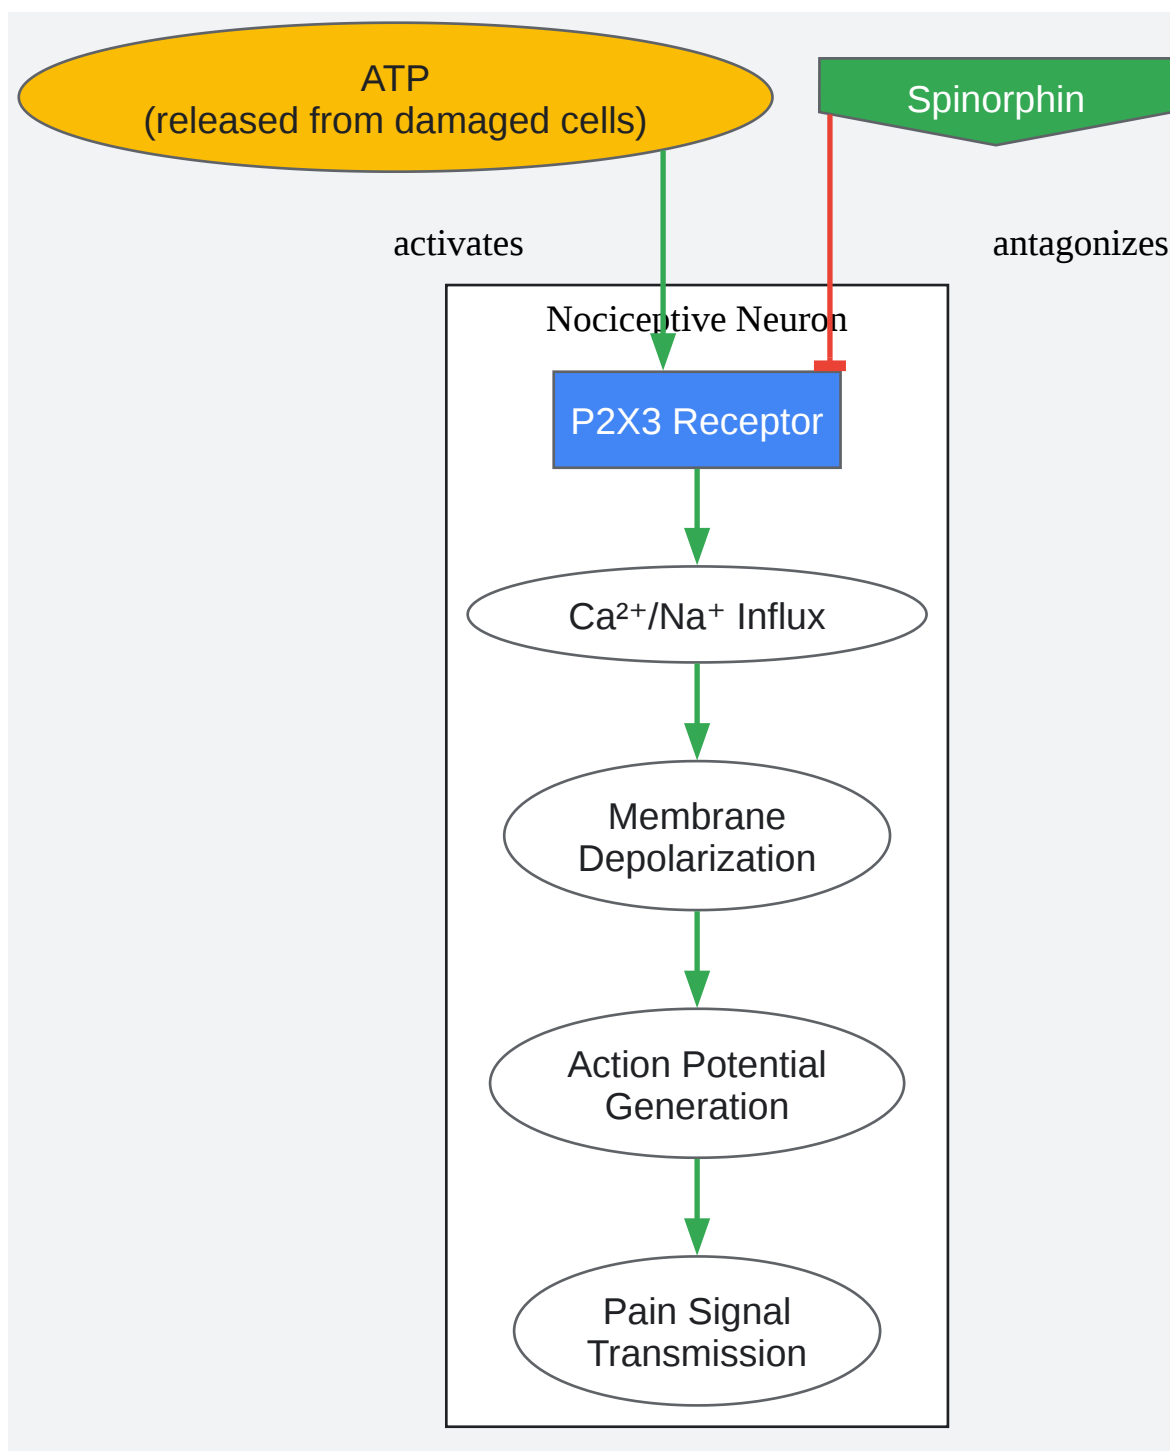 ATP
(released from damaged cells)
Spinorphin
activates
antagonizes
Nociceptive Neuron
P2X3 Receptor
Ca²⁺/Na⁺ Influx
Membrane
Depolarization
Action Potential
Generation
Pain Signal
Transmission